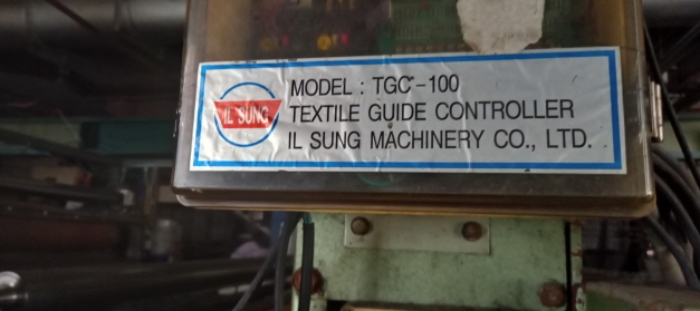 MODEL : TGC-100
IL SUNG
TEXTILE GUIDE CONTROLLER
IL SUNG MACHINERY CO., LTD.